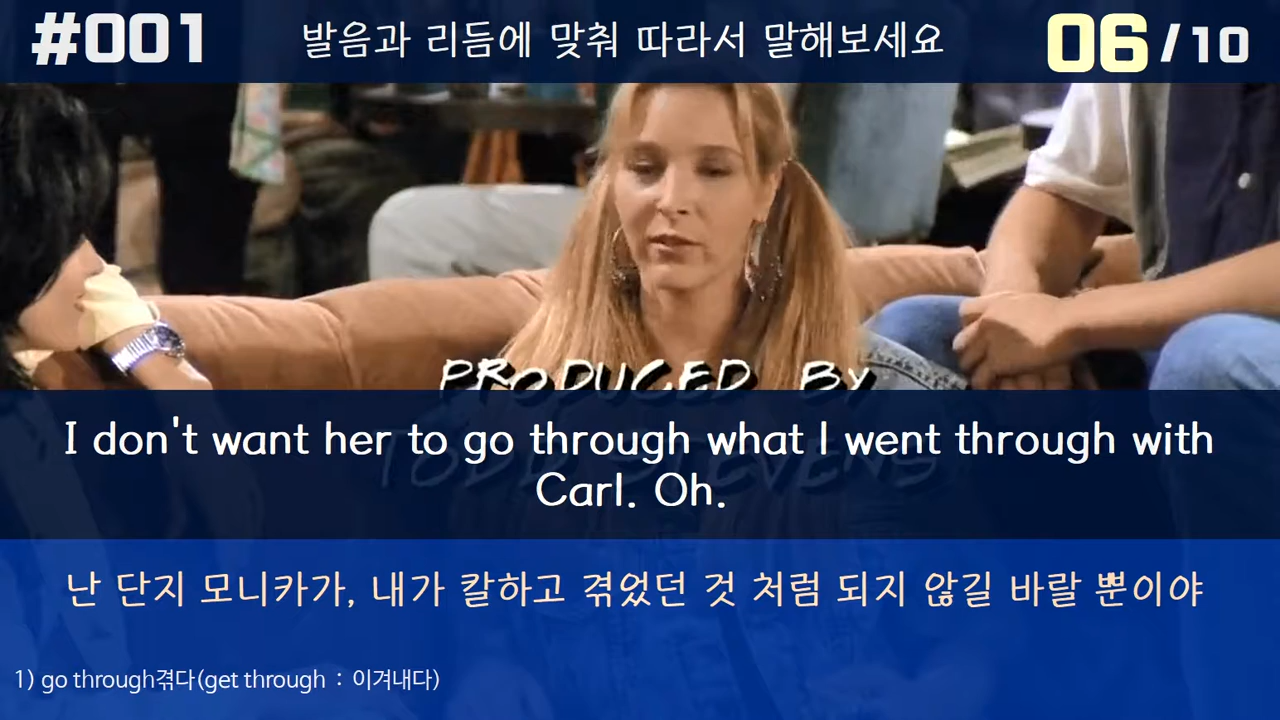 #001
발음과 리듬에 맞춰 따라서 말해보세요
06/10
PRODUCED BY
TODD STEVENS
I don't want her to go through what I went through with
Carl. Oh.
난 단지 모니카가, 내가 칼하고 겪었던 것 처럼 되지 않길 바랄 뿐이야
1) go through겪다(get through : 이겨내다)